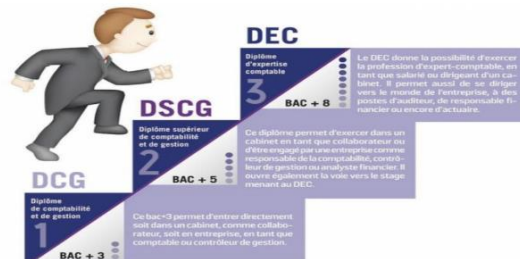 DEC
Diplôme
d'expertise
comptable
3
BAC + 8
Le DEC donne la possibilité d'exercer
la profession d'expert-comptable, en
tant que salarié ou dirigeant d'un ca-
binet. Il permet aussi de se diriger
vers le monde de l'entreprise, à des
postes d'auditeur, de responsable fi-
nancier ou encore d'actuaire.
DSCG
Diplôme supérieur
de comptabilité
et de gestion
2
BAC + 5
Ce diplôme permet d'exercer dans un
cabinet en tant que collaborateur ou
d'être engagé par une entreprise comme
responsable de la comptabilité, contrô-
leur de gestion ou analyste financier. Il
ouvre également la voie vers le stage
menant au DEC.
DCG
Diplôme
de comptabilité
et de gestion
1
BAC + 3
Ce bac+3 permet d'entrer directement
soit dans un cabinet, comme collabo-
rateur, soit en entreprise, en tant que
comptable ou contrôleur de gestion.